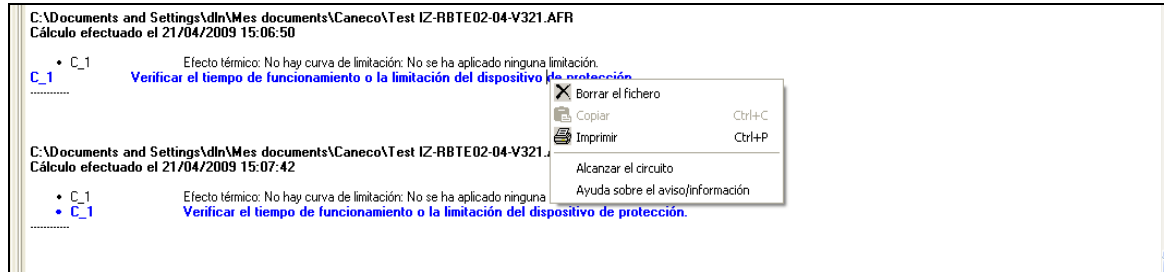 C:\Documents and Settings\dln\Mes documents\Caneco\Test IZ-RBTE02-04-V321.AFR
Cálculo efectuado el 21/04/2009 15:06:50
• C_1 Efecto térmico: No hay curva de limitación: No se ha aplicado ninguna limitación.
C_1 Verificar el tiempo de funcionamiento o la limitación del dispositivo de protección.
------------
Borrar el fichero
Copiar Ctrl+C
Imprimir Ctrl+P
Alcanzar el circuito
Ayuda sobre el aviso/información
C:\Documents and Settings\dln\Mes documents\Caneco\Test IZ-RBTE02-04-V321.
Cálculo efectuado el 21/04/2009 15:07:42
• C_1 Efecto térmico: No hay curva de limitación: No se ha aplicado ninguna
• C_1 Verificar el tiempo de funcionamiento o la limitación del dispositivo de protección.
------------